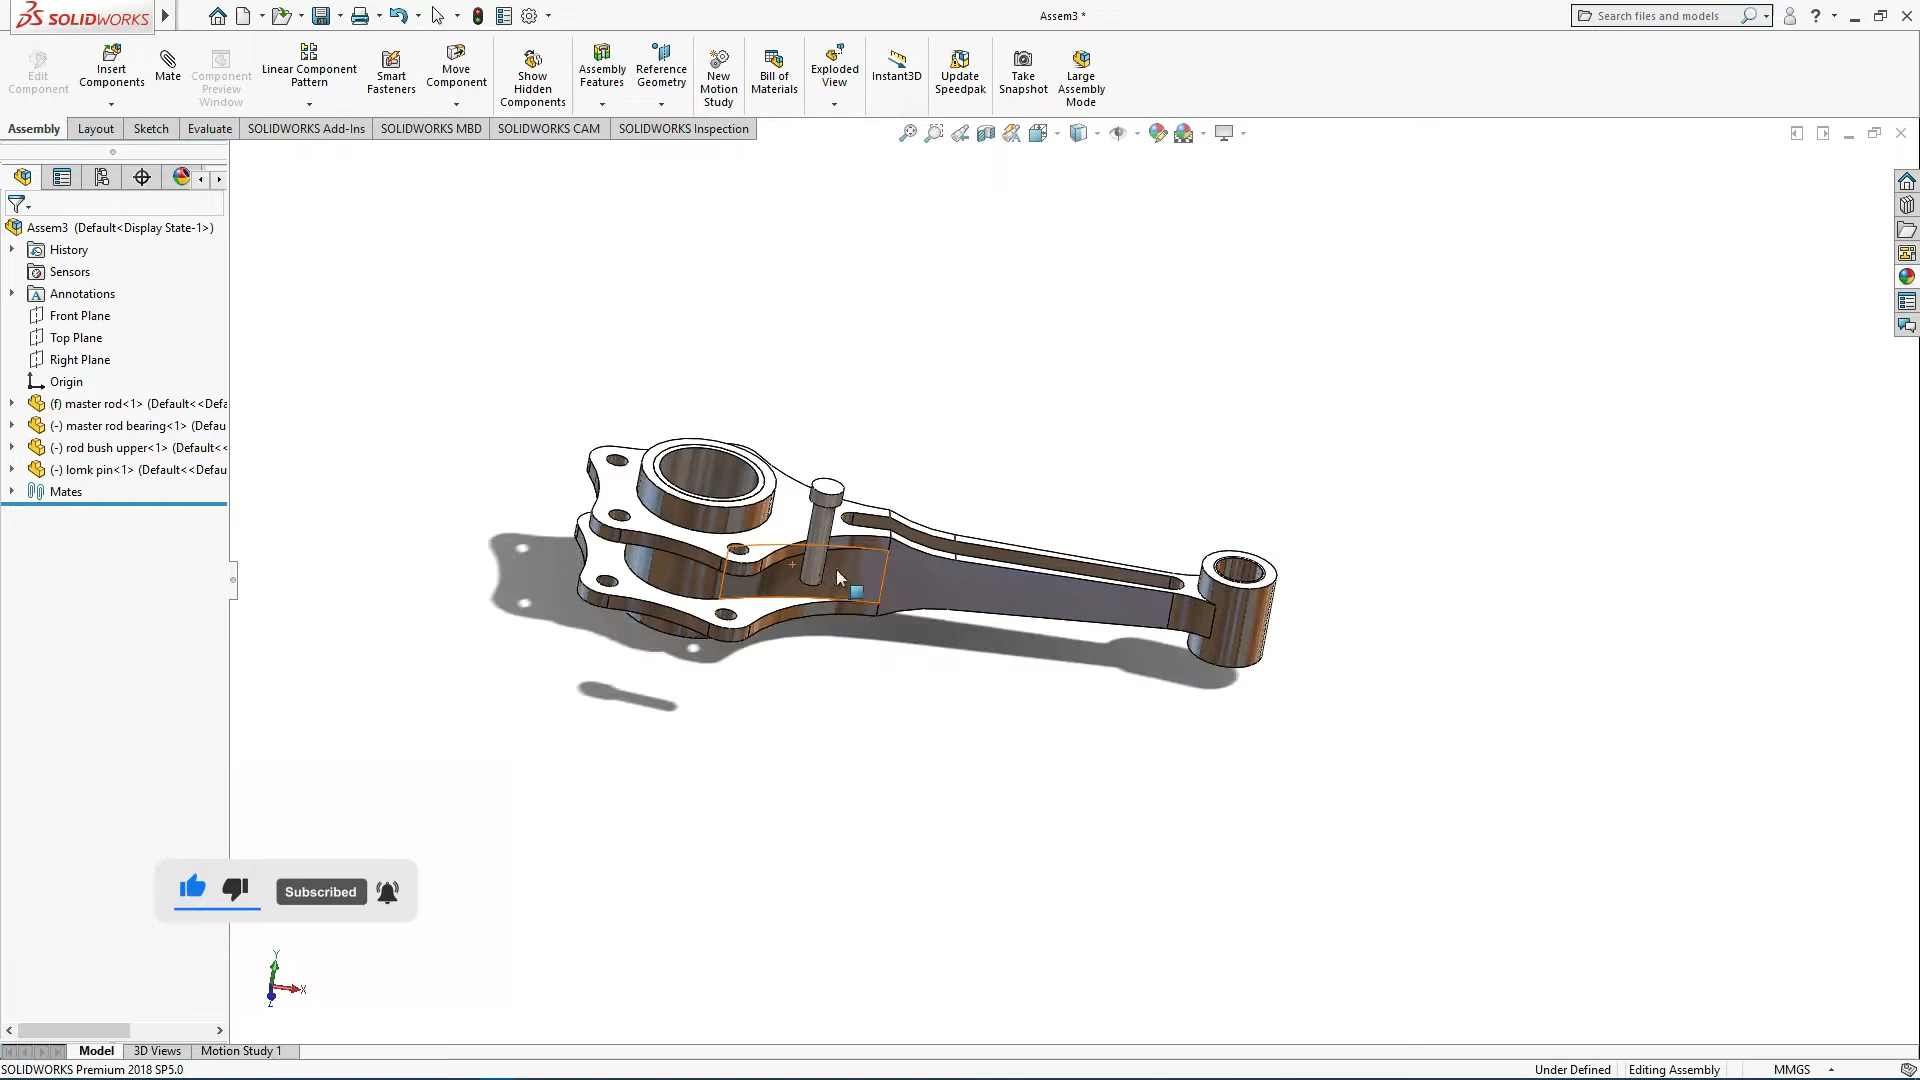 SOLIDWORKS
Assem3 *
Search files and models
Edit
Component
Insert
Components
Mate
Component
Preview
Window
Linear Component
Pattern
Smart
Fasteners
Move
Component
Show
Hidden
Components
Assembly
Features
Reference
Geometry
New
Motion
Study
Bill of
Materials
Exploded
View
Instant3D
Update
Speedpak
Take
Snapshot
Large
Assembly
Mode
Assembly
Layout
Sketch
Evaluate
SOLIDWORKS Add-Ins
SOLIDWORKS MBD
SOLIDWORKS CAM
SOLIDWORKS Inspection
Assem3 (Default<Display State-1>)
History
Sensors
Annotations
Front Plane
Top Plane
Right Plane
Origin
(f) master rod<1> (Default<<Defa
(-) master rod bearing<1> (Defau
(-) rod bush upper<1> (Default<<
(-) lomk pin<1> (Default<<Defau
Mates
Subscribed
Y
X
Z
Model
3D Views
Motion Study 1
SOLIDWORKS Premium 2018 SP5.0
Under Defined
Editing Assembly
MMGS